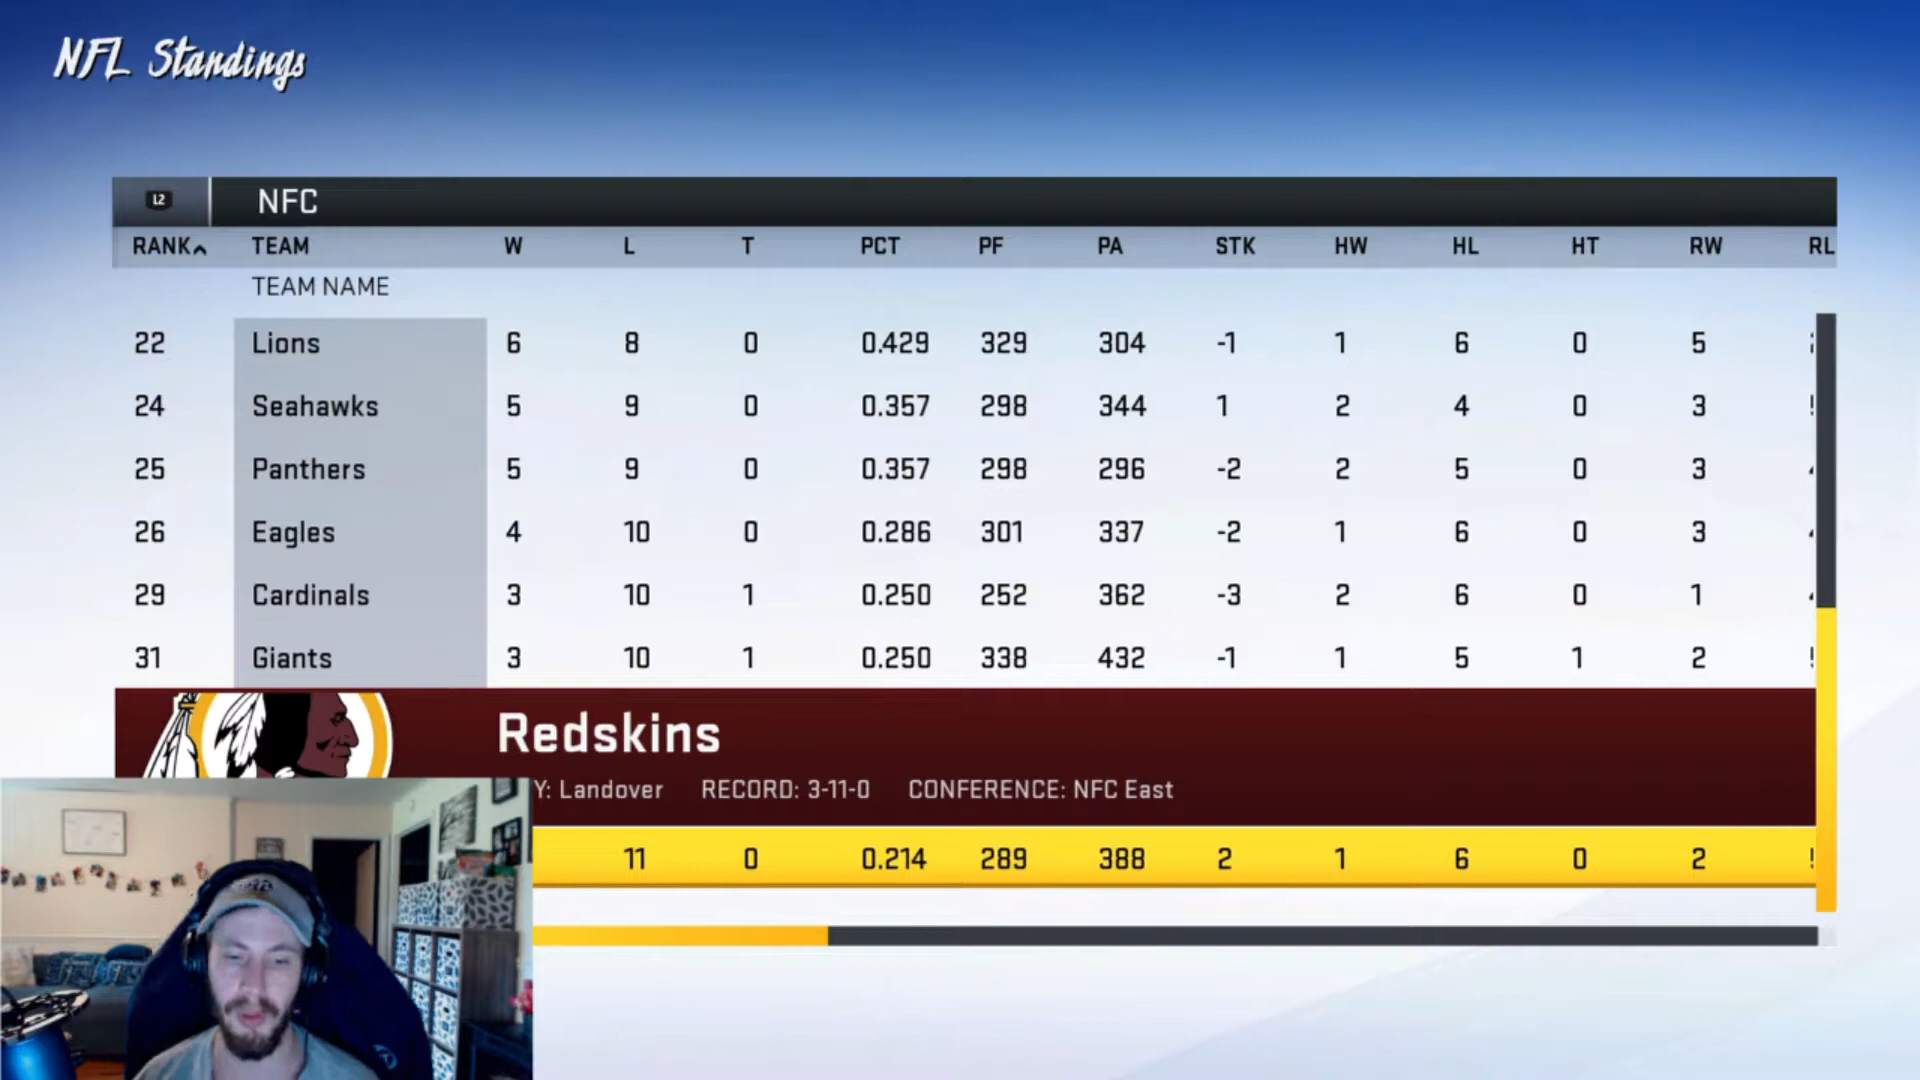 NFL Standings
L2 NFC
RANK TEAM W L T PCT PF PA STK HW HL HT RW RL
TEAM NAME
22 Lions 6 8 0 0.429 329 304 -1 1 6 0 5
24 Seahawks 5 9 0 0.357 298 344 1 2 4 0 3
25 Panthers 5 9 0 0.357 298 296 -2 2 5 0 3
26 Eagles 4 10 0 0.286 301 337 -2 1 6 0 3
29 Cardinals 3 10 1 0.250 252 362 -3 2 6 0 1
31 Giants 3 10 1 0.250 338 432 -1 1 5 1 2
Redskins
Y: Landover RECORD: 3-11-0 CONFERENCE: NFC East
11 0 0.214 289 388 2 1 6 0 2